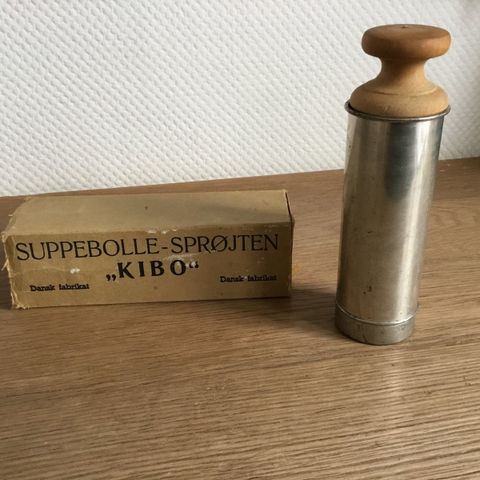 SUPPEBOLLE-SPRØJTEN
„KIBO“
Dansk fabrikat Dansk fabrikat